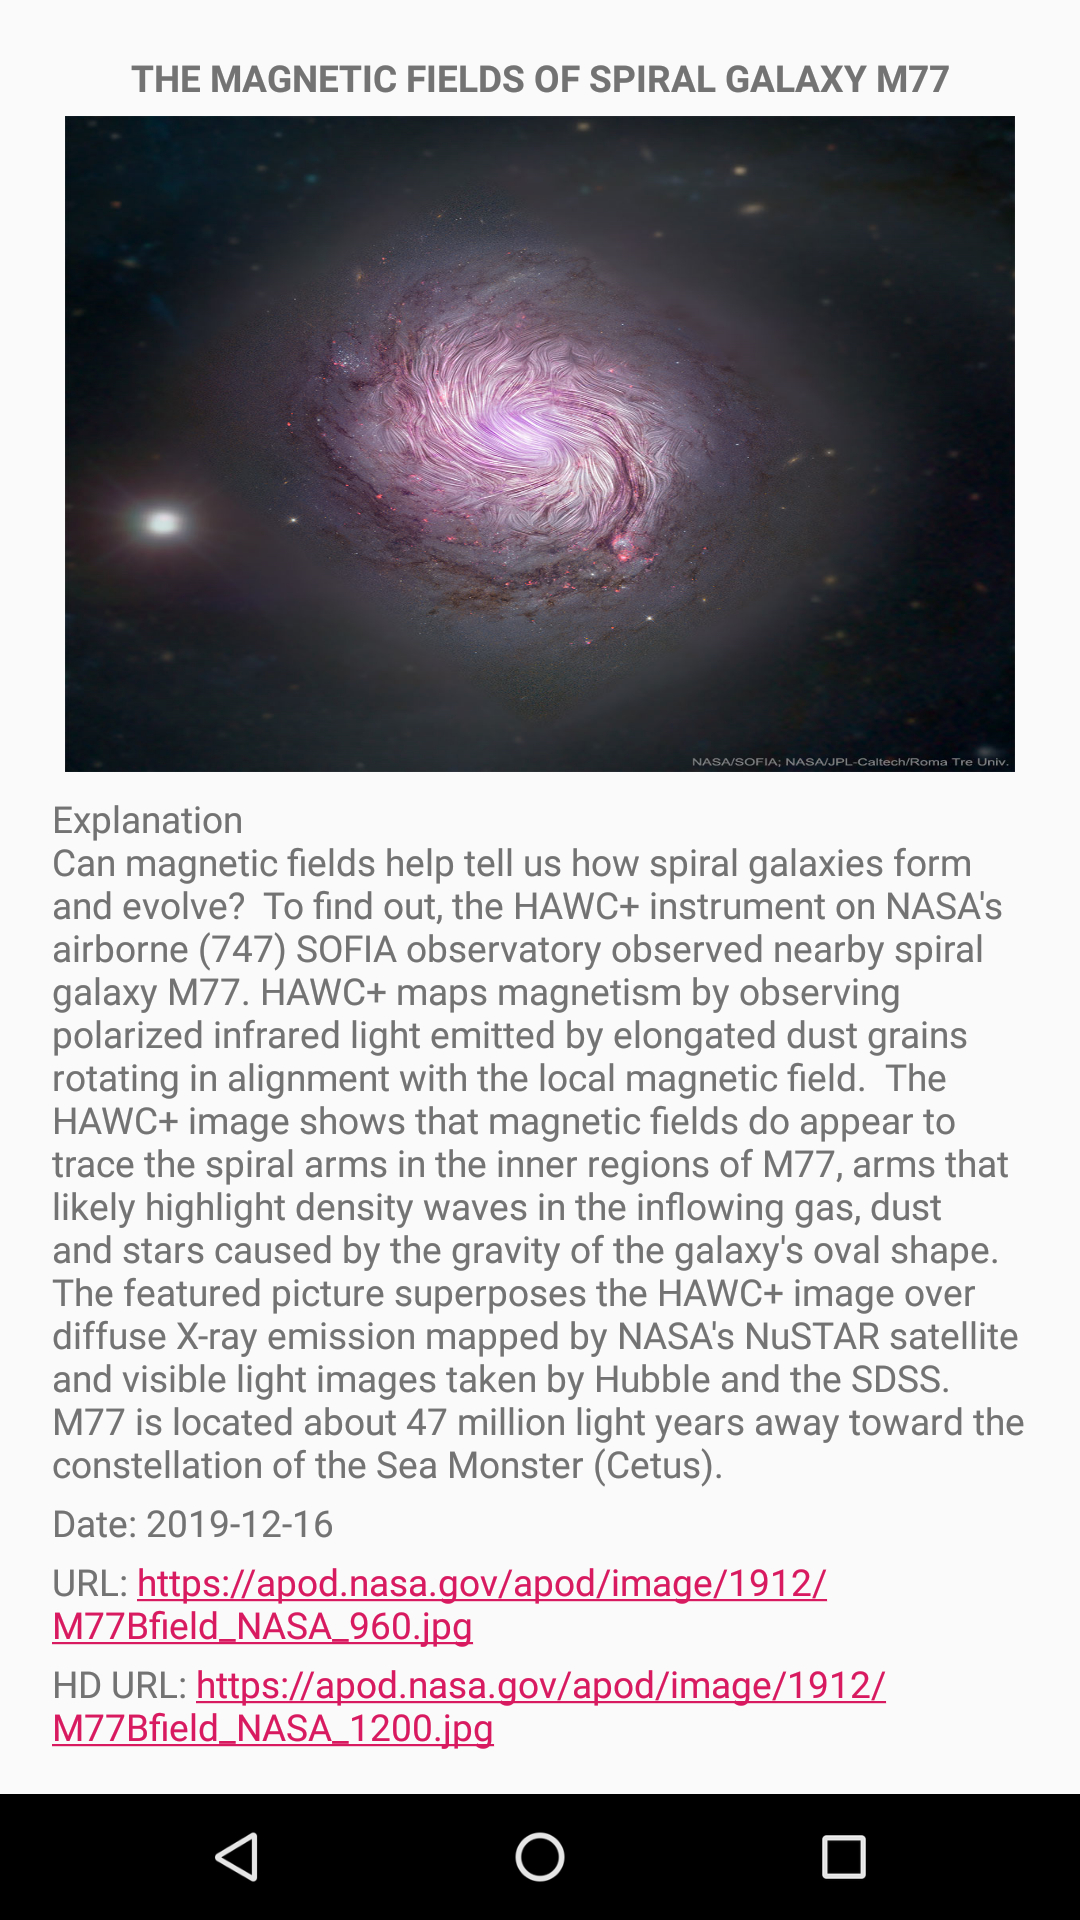 THE MAGNETIC FIELDS OF SPIRAL GALAXY M77
NASA/SOFIA; NASA/JPL-Caltech/Roma Tre Univ.
Explanation
Can magnetic fields help tell us how spiral galaxies form
and evolve?  To find out, the HAWC+ instrument on NASA's
airborne (747) SOFIA observatory observed nearby spiral
galaxy M77. HAWC+ maps magnetism by observing
polarized infrared light emitted by elongated dust grains
rotating in alignment with the local magnetic field.  The
HAWC+ image shows that magnetic fields do appear to
trace the spiral arms in the inner regions of M77, arms that
likely highlight density waves in the inflowing gas, dust
and stars caused by the gravity of the galaxy's oval shape.
The featured picture superposes the HAWC+ image over
diffuse X-ray emission mapped by NASA's NuSTAR satellite
and visible light images taken by Hubble and the SDSS.
M77 is located about 47 million light years away toward the
constellation of the Sea Monster (Cetus).
Date: 2019-12-16
URL: https://apod.nasa.gov/apod/image/1912/
M77Bfield_NASA_960.jpg
HD URL: https://apod.nasa.gov/apod/image/1912/
M77Bfield_NASA_1200.jpg